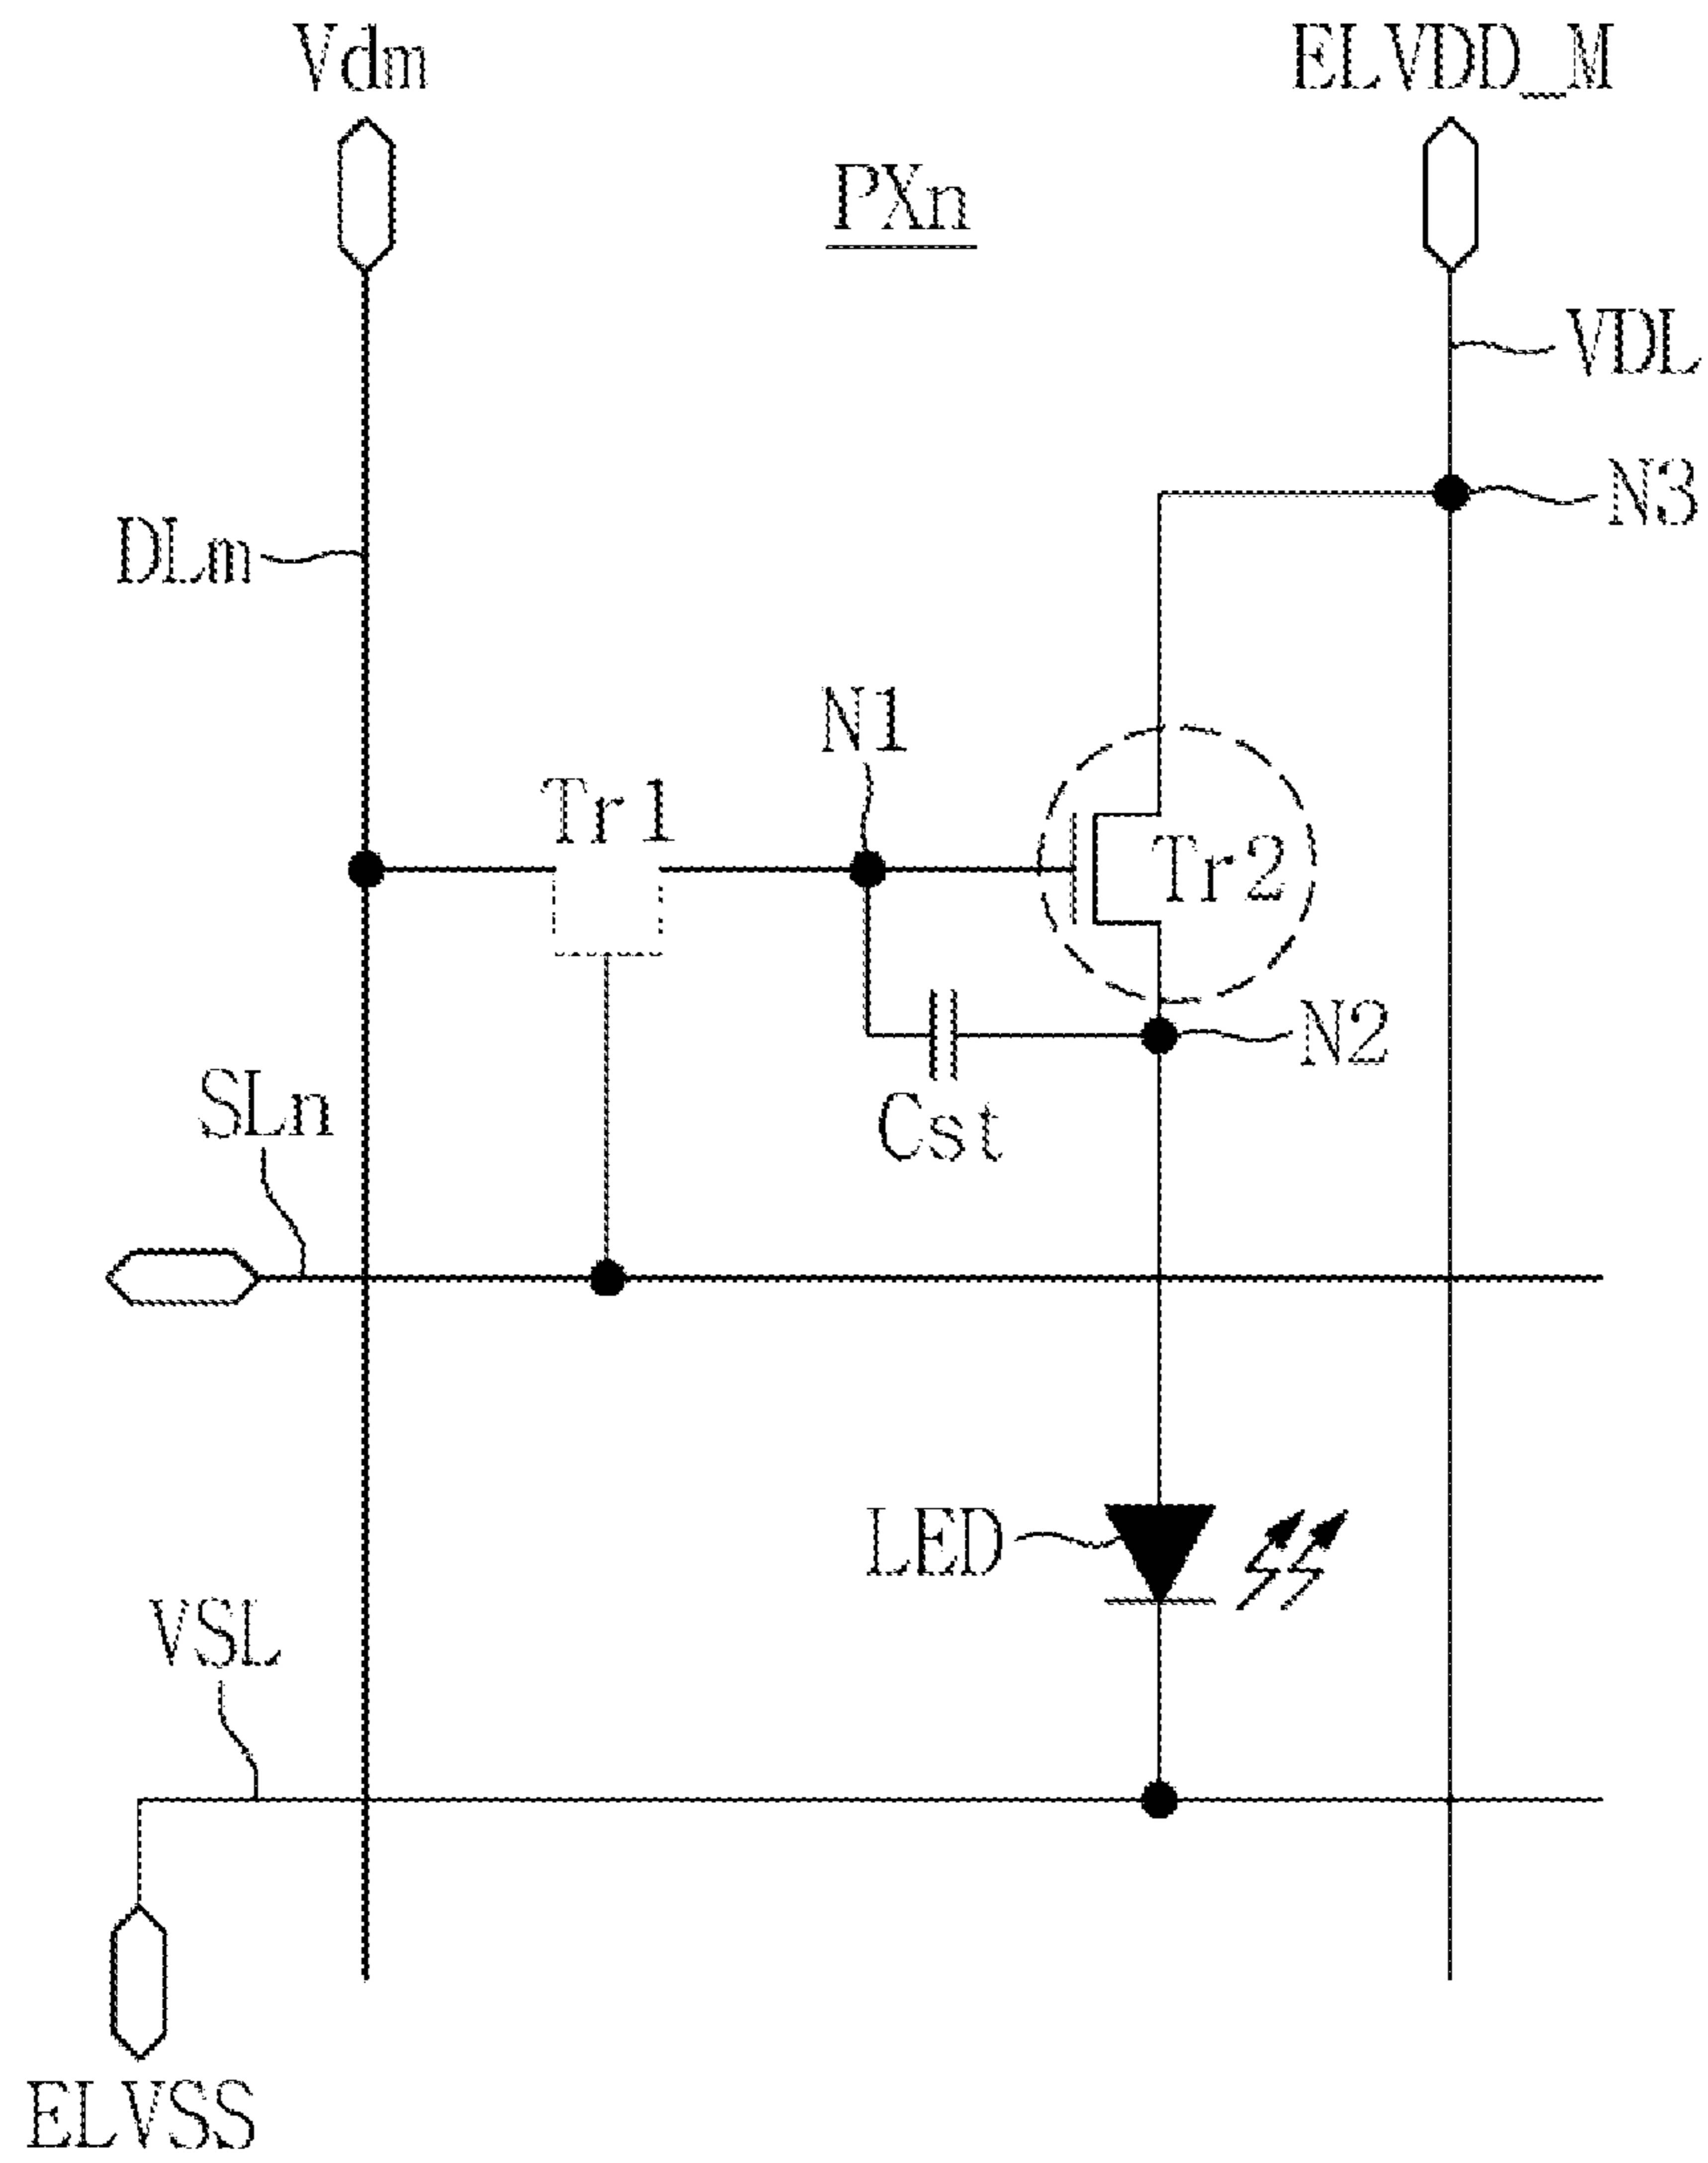 Vdm
ELVDD_M
PXn
VDL
N3
DLm
N1
Tr1
Tr2
N2
SLn
Cst
LED
VSL
ELVSS